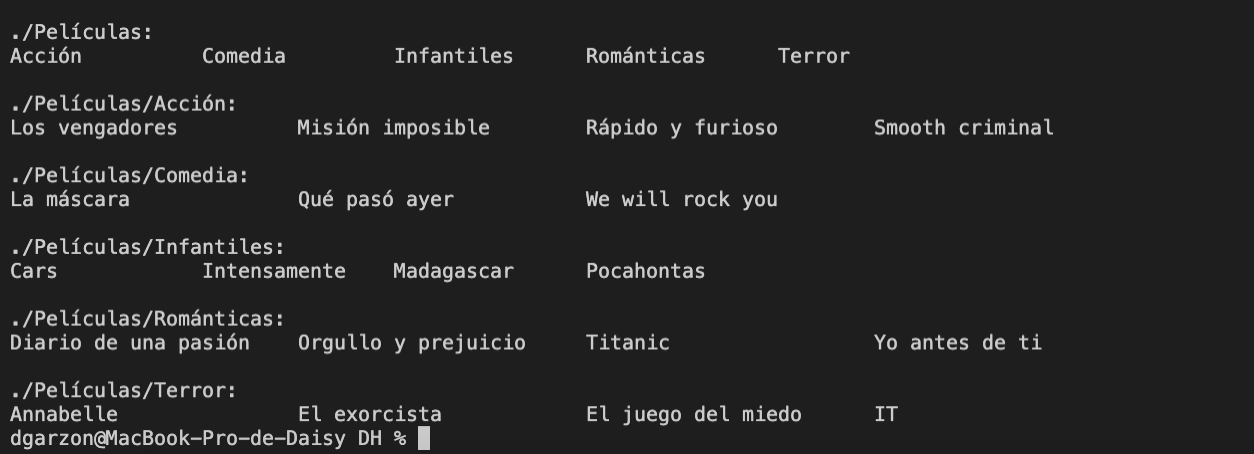 ./Películas:
Acción Comedia Infantiles Románticas Terror
./Películas/Acción:
Los vengadores Misión imposible Rápido y furioso Smooth criminal
./Películas/Comedia:
La máscara Qué pasó ayer We will rock you
./Películas/Infantiles:
Cars Intensamente Madagascar Pocahontas
./Películas/Románticas:
Diario de una pasión Orgullo y prejuicio Titanic Yo antes de ti
./Películas/Terror:
Annabelle El exorcista El juego del miedo IT
dgarzon@MacBook-Pro-de-Daisy DH %